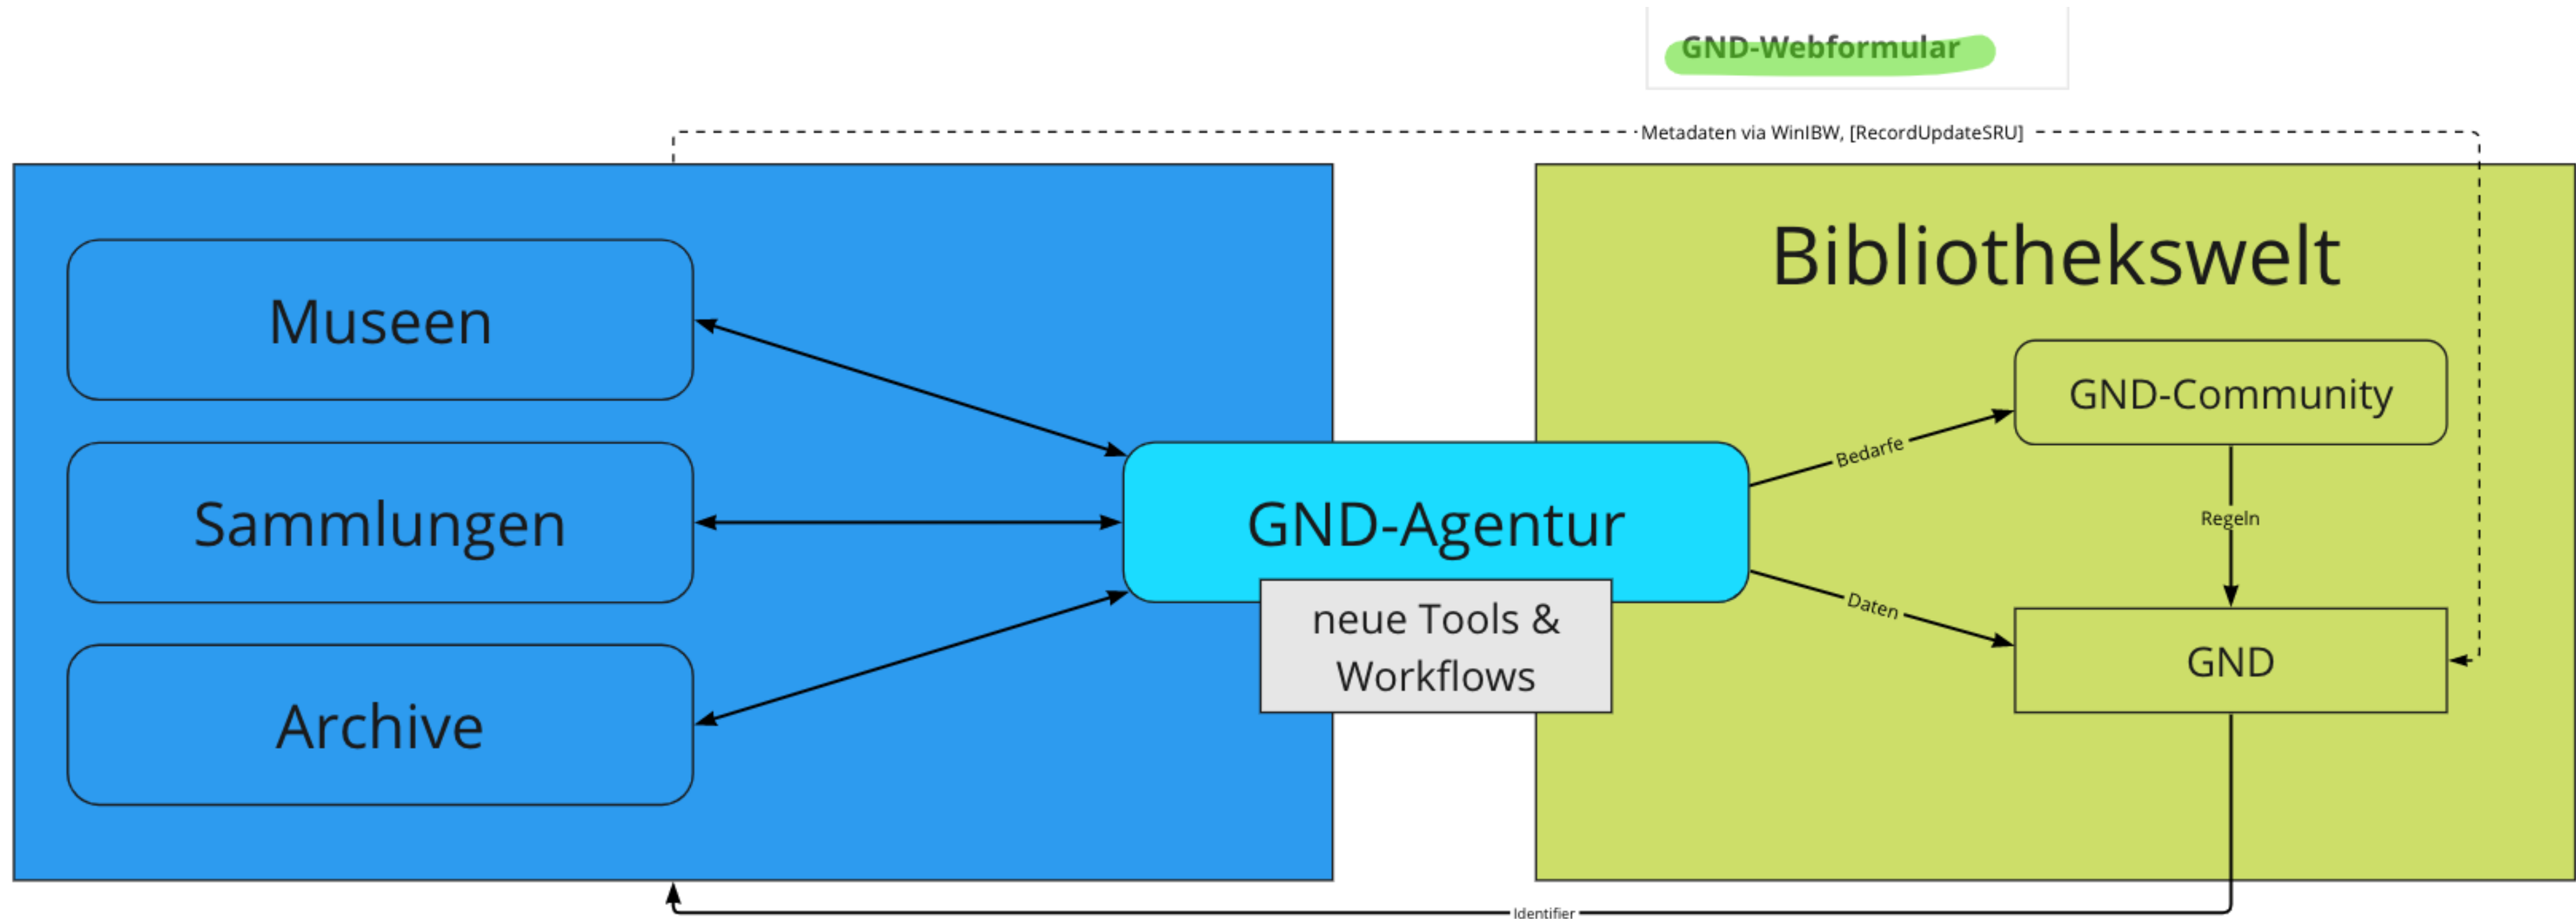 GND-Webformular
Metadaten via WinIBW, [RecordUpdateSRU]
Museen
Sammlungen
Archive
GND-Agentur
neue Tools &
Workflows
Bibliothekswelt
Bedarfe
GND-Community
Regeln
Daten
GND
Identifier